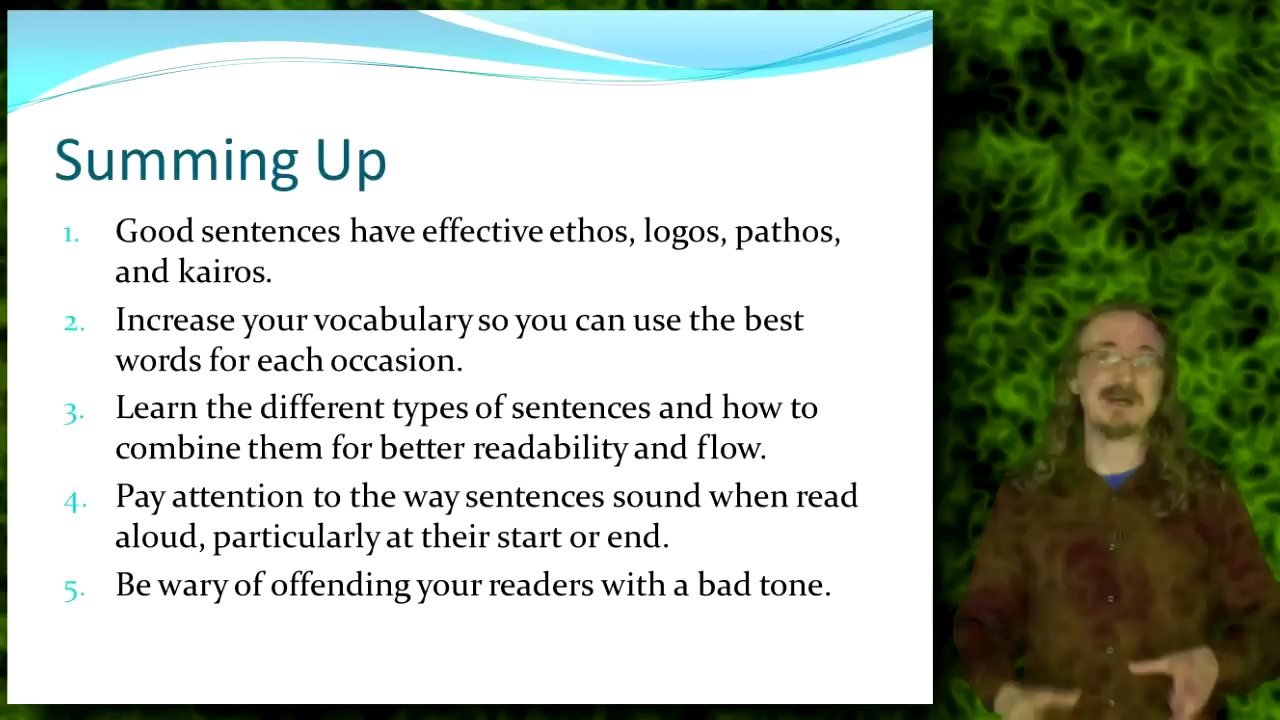 Summing Up
1. Good sentences have effective ethos, logos, pathos,
and kairos.
2. Increase your vocabulary so you can use the best
words for each occasion.
3. Learn the different types of sentences and how to
combine them for better readability and flow.
4. Pay attention to the way sentences sound when read
aloud, particularly at their start or end.
5. Be wary of offending your readers with a bad tone.